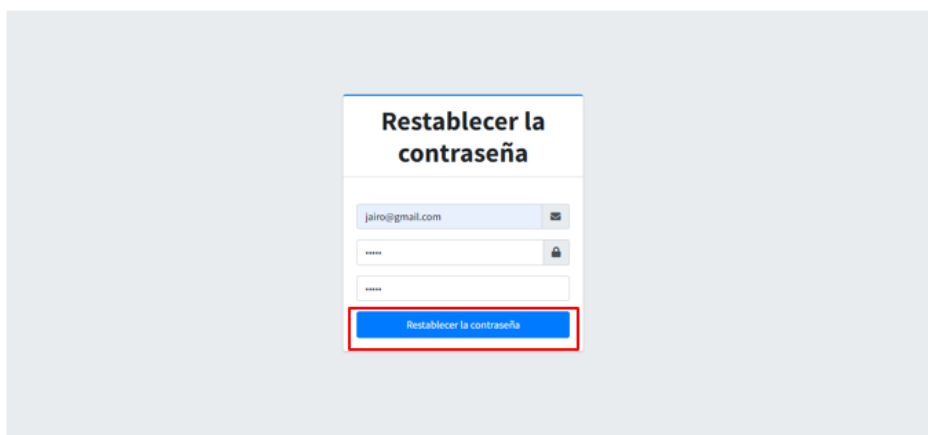 Restablecer la
contraseña
jairo@gmail.com
Restablecer la contraseña